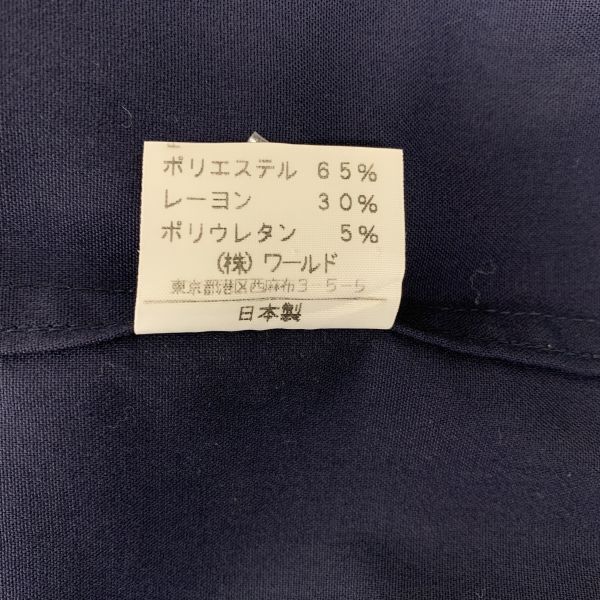 ポリエステル 65%
レーヨン 30%
ポリウレタン 5%
(株)ワールド
東京都港区西麻布3 5-5
日本製